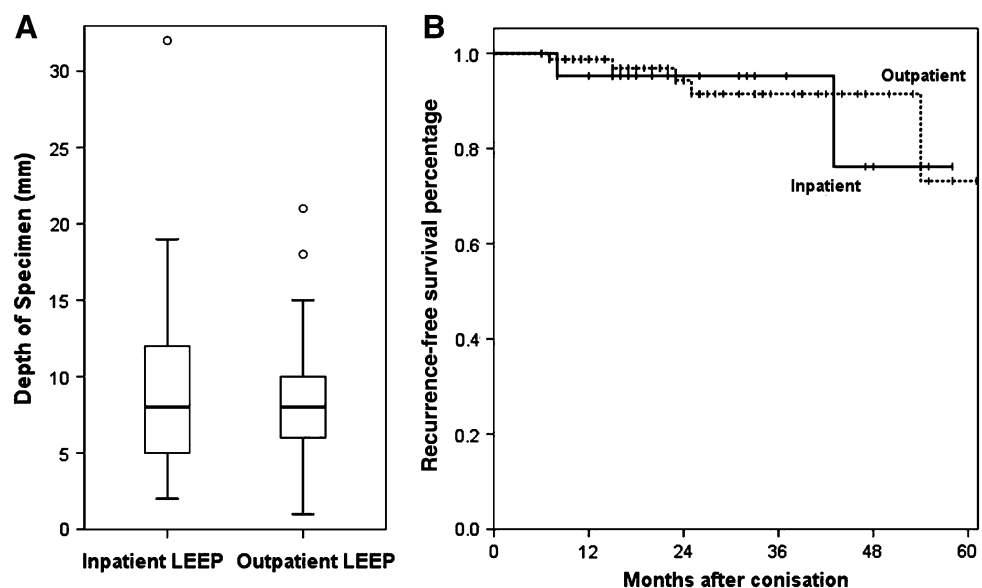 A
Depth of Specimen (mm)
30
25
20
15
10
5
0
Inpatient LEEP
Outpatient LEEP
B
Recurrence-free survival percentage
1.0
0.8
0.6
0.4
0.2
0.0
Outpatient
Inpatient
0 12 24 36 48 60
Months after conisation